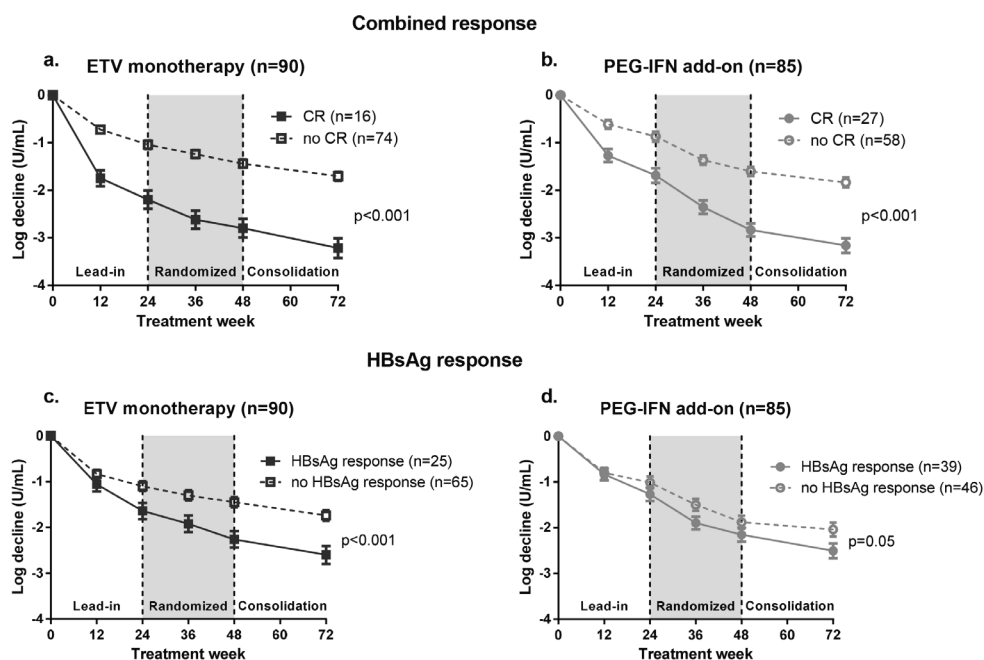 Combined response
a.
ETV monotherapy (n=90)
0
-1
-2
-3
-4
Log decline (U/mL)
CR (n=16)
no CR (n=74)
p<0.001
Lead-in
Randomized
Consolidation
0 12 24 36 48 60 72
Treatment week
b.
PEG-IFN add-on (n=85)
0
-1
-2
-3
-4
Log decline (U/mL)
CR (n=27)
no CR (n=58)
p<0.001
Lead-in
Randomized
Consolidation
0 12 24 36 48 60 72
Treatment week
HBsAg response
c.
ETV monotherapy (n=90)
0
-1
-2
-3
-4
Log decline (U/mL)
HBsAg response (n=25)
no HBsAg response (n=65)
p<0.001
Lead-in
Randomized
Consolidation
0 12 24 36 48 60 72
Treatment week
d.
PEG-IFN add-on (n=85)
0
-1
-2
-3
-4
Log decline (U/mL)
HBsAg response (n=39)
no HBsAg response (n=46)
p=0.05
Lead-in
Randomized
Consolidation
0 12 24 36 48 60 72
Treatment week